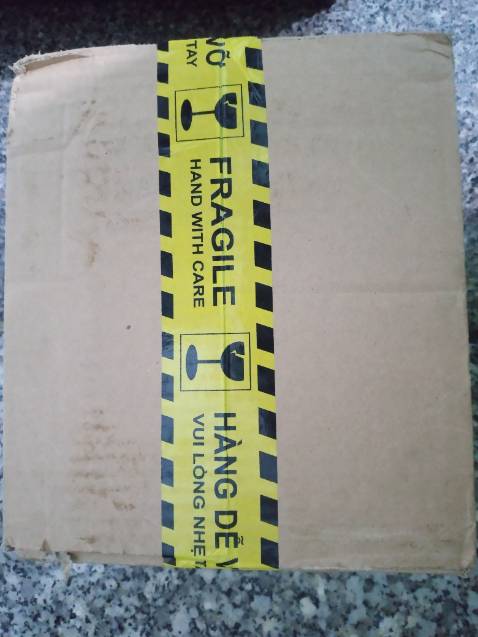 VỠ
TAY
FRAGILE
HAND WITH CARE
HÀNG DỄ
VUI LÒNG NHẸ